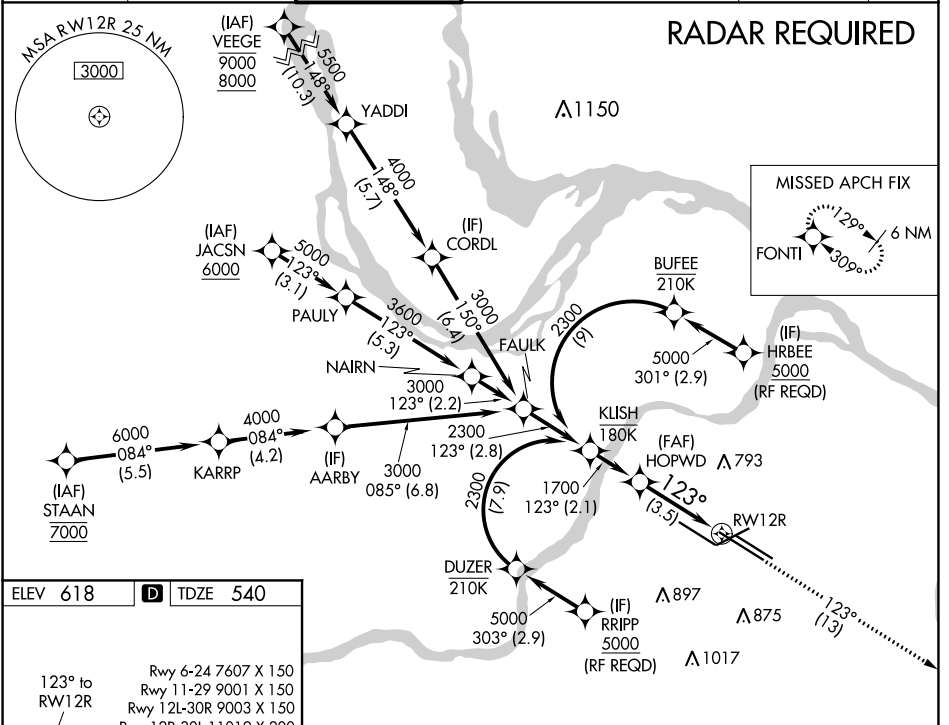 MSA RW12R 25 NM
3000
(IAF)
VEEGE
9000
8000
5500
148°
(10.3)
RADAR REQUIRED
YADDI
1150
4000
148°
(5.7)
MISSED APCH FIX
129°
6 NM
FONTI
309°
(IF)
CORDL
(IAF)
JACSN
6000
5000
123°
(3.1)
PAULY
3600
123°
(5.3)
3000
150°
(6.4)
BUFEE
210K
2300
(9)
(IF)
HRBEE
5000
(RF REQD)
5000
301° (2.9)
NAIRN
FAULK
3000
123° (2.2)
KLISH
180K
2300
123° (2.8)
(FAF)
HOPWD
793
6000
084°
(5.5)
4000
084°
(4.2)
KARRP
(IF)
AARBY
3000
085° (6.8)
(IAF)
STAAN
7000
2300
(7.9)
1700
123° (2.1)
123°
(3.5)
RW12R
DUZER
210K
5000
303° (2.9)
(IF)
RRIPP
5000
(RF REQD)
897
875
1017
123°
(13)
ELEV 618
D
TDZE 540
123° to
RW12R
Rwy 6-24 7607 X 150
Rwy 11-29 9001 X 150
Rwy 12L-30R 9003 X 150